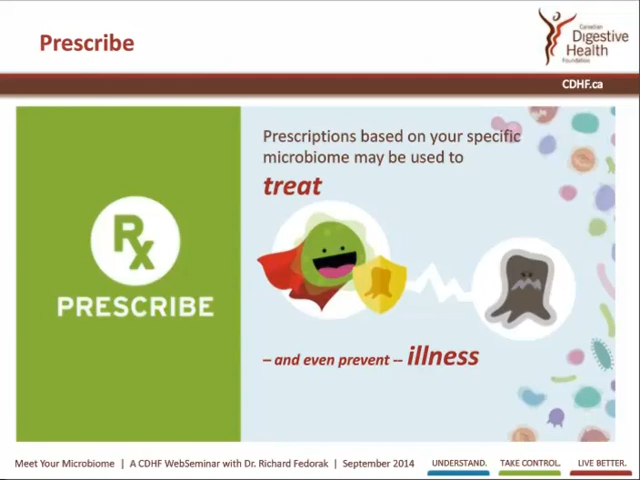 Prescribe
Canadian
Digestive
Health
Foundation
CDHF.ca
Prescriptions based on your specific
microbiome may be used to
treat
Rx
PRESCRIBE
– and even prevent -- illness
Meet Your Microbiome | A CDHF WebSeminar with Dr. Richard Fedorak | September 2014
UNDERSTAND. TAKE CONTROL. LIVE BETTER.